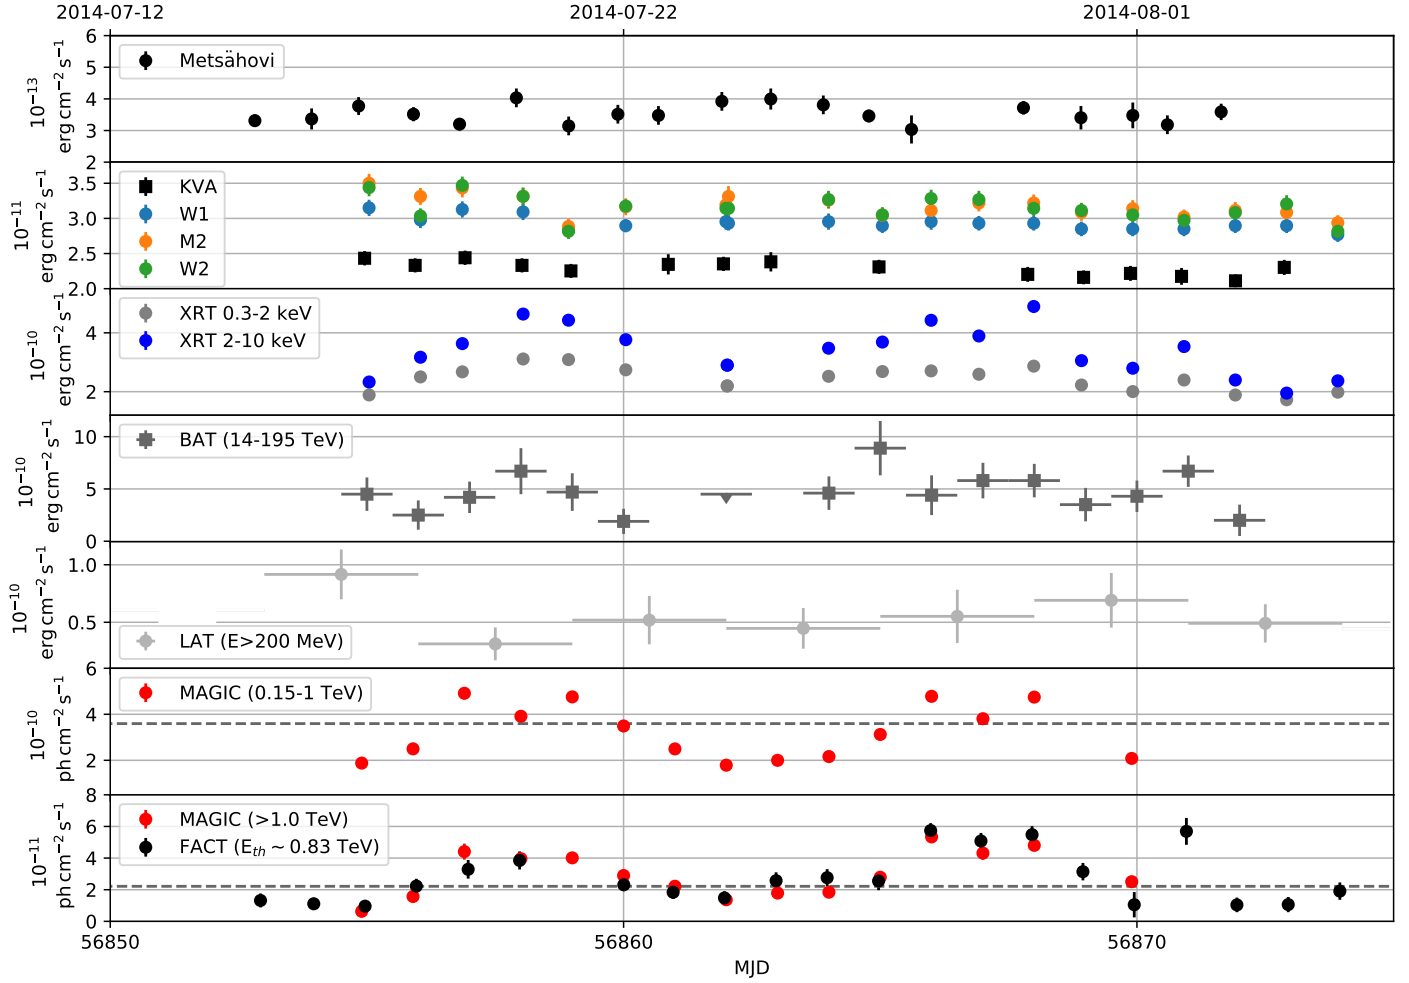 2014-07-12 2014-07-22 2014-08-01
6
5
4
3
2
10⁻¹³
erg cm⁻² s⁻¹
Metsähovi
3.5
3.0
2.5
2.0
10⁻¹¹
erg cm⁻² s⁻¹
KVA
W1
M2
W2
4
2
10⁻¹⁰
erg cm⁻² s⁻¹
XRT 0.3-2 keV
XRT 2-10 keV
10
5
0
10⁻¹⁰
erg cm⁻² s⁻¹
BAT (14-195 TeV)
1.0
0.5
10⁻¹⁰
erg cm⁻² s⁻¹
LAT (E>200 MeV)
6
4
2
10⁻¹⁰
ph cm⁻² s⁻¹
MAGIC (0.15-1 TeV)
8
6
4
2
0
10⁻¹¹
ph cm⁻² s⁻¹
MAGIC (>1.0 TeV)
FACT (Eₜₕ ~ 0.83 TeV)
56850 56860 56870
MJD